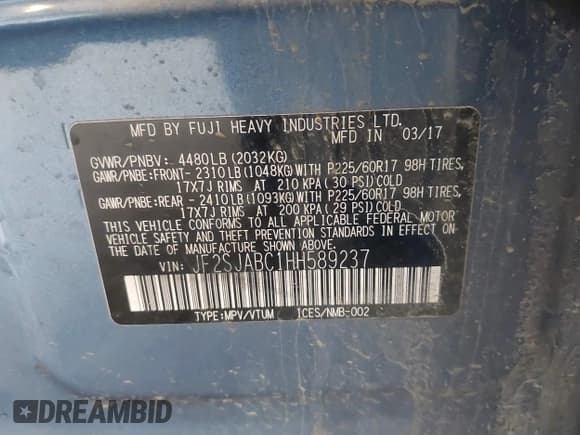 MFD BY FUJI HEAVY INDUSTRIES LTD.
MFD IN 03/17
GVWR/PNBV: 4480LB(2032KG)
GAWR/PNBE:FRONT- 2310LB(1048KG)WITH P225/60R17 98H TIRES,
17X7J RIMS AT 210 KPA( 30 PSI)COLD
GAWR/PNBE:REAR - 2410LB(1093KG)WITH P225/60R17 98H TIRES,
17X7J RIMS AT 200 KPA( 29 PSI)COLD
THIS VEHICLE CONFORMS TO ALL APPLICABLE FEDERAL MOTOR
VEHICLE SAFETY AND THEFT PREVENTION STANDARDS IN EFFECT ON
THE DATE OF MANUFACTURE SHOWN ABOVE.
VIN: JF2SJABC1HH589237
TYPE:MPV/VTUM ICES/NMB-002
DREAMBID